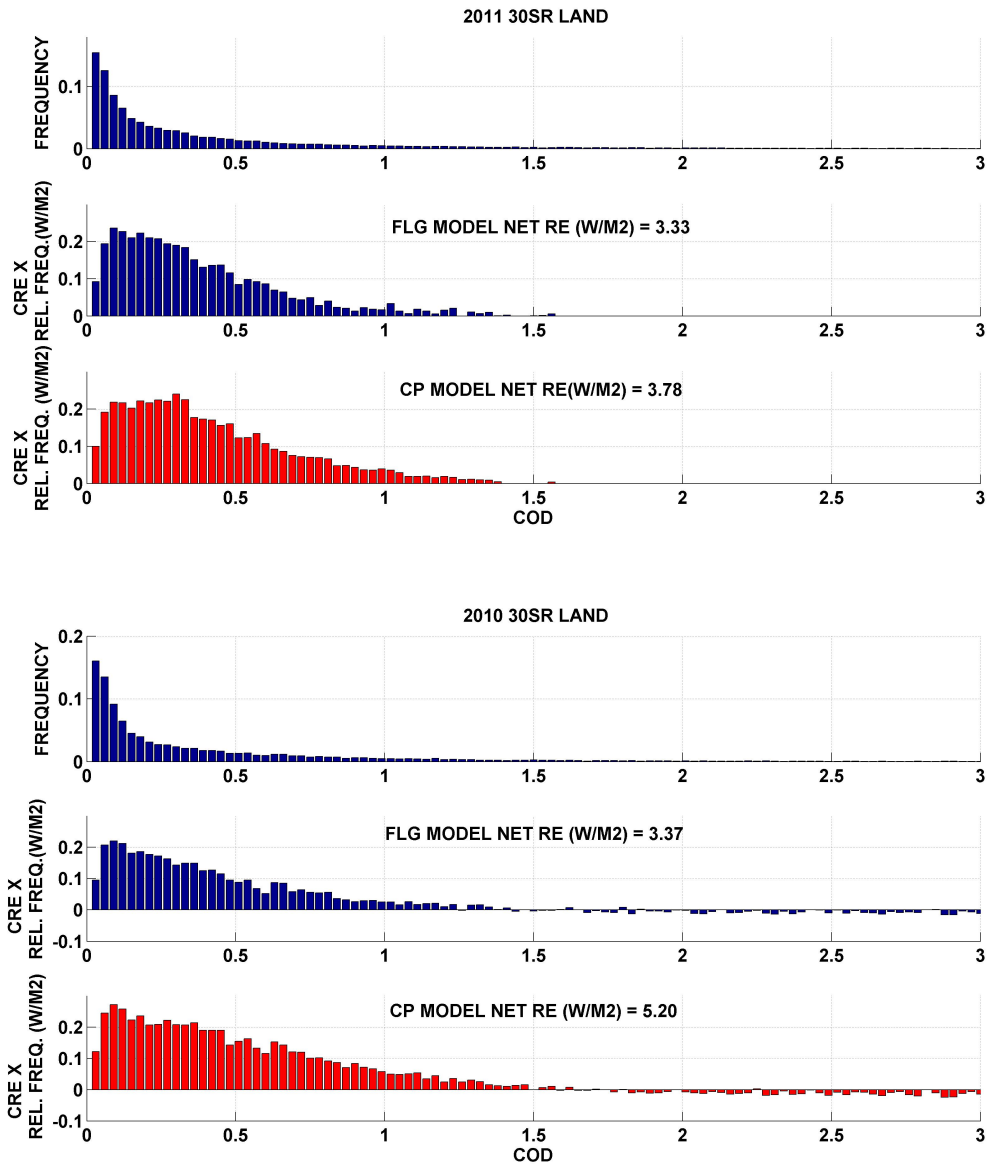 2011 30SR LAND
FREQUENCY
0.1
0
0 0.5 1 1.5 2 2.5 3
CRE X
REL. FREQ.(W/M2)
FLG MODEL NET RE (W/M2) = 3.33
0.2
0.1
0
0 0.5 1 1.5 2 2.5 3
CRE X
REL. FREQ. (W/M2)
CP MODEL NET RE(W/M2) = 3.78
0.2
0.1
0
0 0.5 1 1.5 2 2.5 3
COD
2010 30SR LAND
FREQUENCY
0.2
0.1
0
0 0.5 1 1.5 2 2.5 3
CRE X
REL. FREQ.(W/M2)
FLG MODEL NET RE (W/M2) = 3.37
0.2
0.1
0
-0.1
0 0.5 1 1.5 2 2.5 3
CRE X
REL. FREQ. (W/M2)
CP MODEL NET RE (W/M2) = 5.20
0.2
0.1
0
-0.1
0 0.5 1 1.5 2 2.5 3
COD